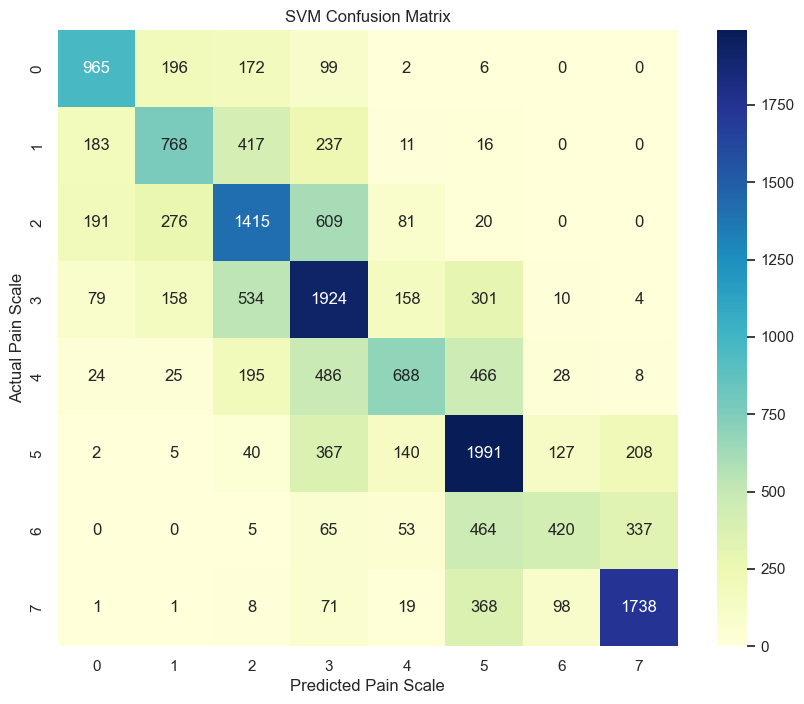 SVM Confusion Matrix
0 965 196 172 99 2 6 0 0
1 183 768 417 237 11 16 0 0
2 191 276 1415 609 81 20 0 0
3 79 158 534 1924 158 301 10 4
4 24 25 195 486 688 466 28 8
5 2 5 40 367 140 1991 127 208
6 0 0 5 65 53 464 420 337
7 1 1 8 71 19 368 98 1738
0 1 2 3 4 5 6 7
Predicted Pain Scale
Actual Pain Scale
1750
1500
1250
1000
750
500
250
0